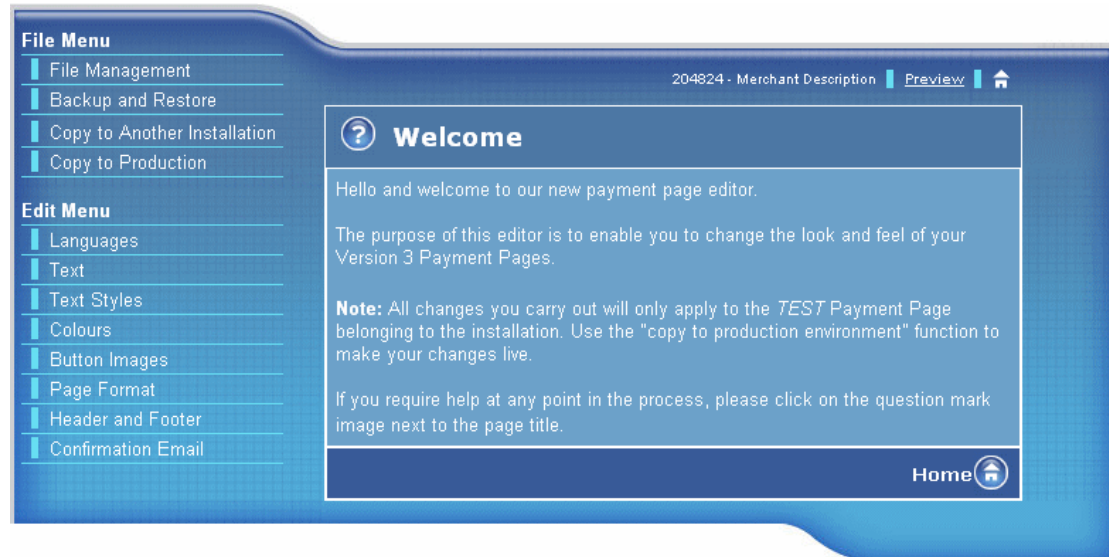 File Menu
File Management
Backup and Restore
Copy to Another Installation
Copy to Production
Edit Menu
Languages
Text
Text Styles
Colours
Button Images
Page Format
Header and Footer
Confirmation Email
204824 - Merchant Description Preview
? Welcome
Hello and welcome to our new payment page editor.
The purpose of this editor is to enable you to change the look and feel of your
Version 3 Payment Pages.
Note: All changes you carry out will only apply to the TEST Payment Page
belonging to the installation. Use the "copy to production environment" function to
make your changes live.
If you require help at any point in the process, please click on the question mark
image next to the page title.
Home